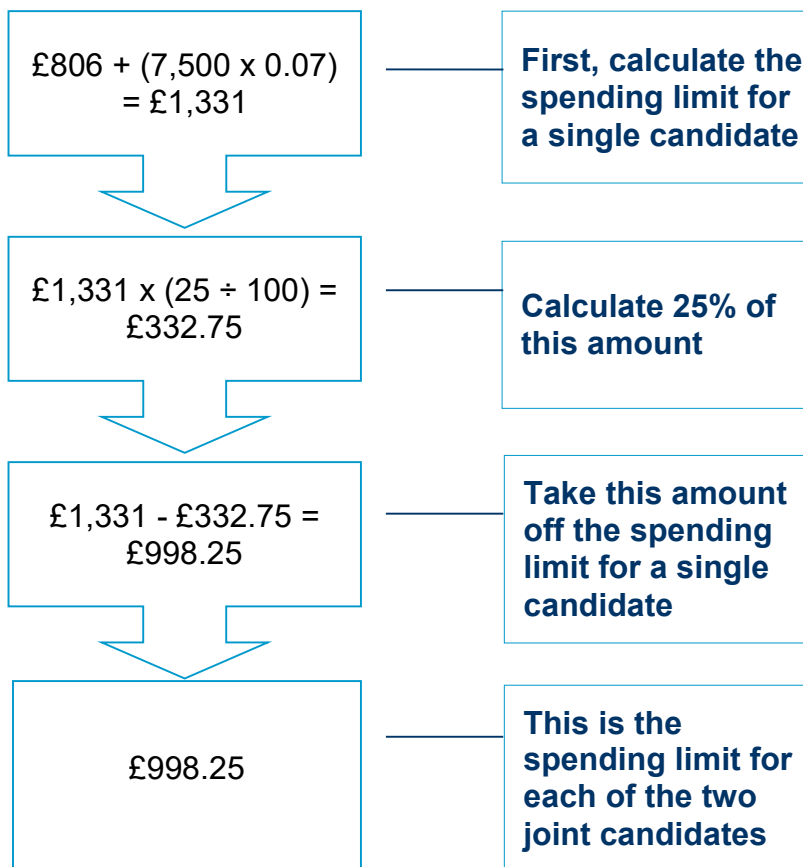 £806 + (7,500 x 0.07)
= £1,331
First, calculate the
spending limit for
a single candidate
£1,331 x (25 ÷ 100) =
£332.75
Calculate 25% of
this amount
£1,331 - £332.75 =
£998.25
Take this amount
off the spending
limit for a single
candidate
£998.25
This is the
spending limit for
each of the two
joint candidates